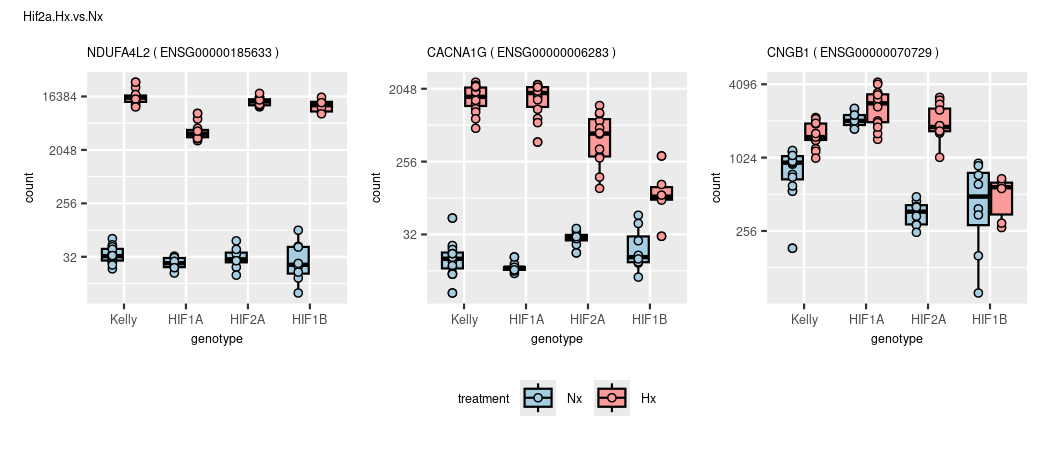 Hif2a.Hx.vs.Nx
NDUFA4L2 ( ENSG00000185633 )
CACNA1G ( ENSG00000006283 )
CNGB1 ( ENSG00000070729 )
count
16384
2048
256
32
Kelly HIF1A HIF2A HIF1B
genotype
count
2048
256
32
Kelly HIF1A HIF2A HIF1B
genotype
count
4096
1024
256
Kelly HIF1A HIF2A HIF1B
genotype
treatment Nx Hx